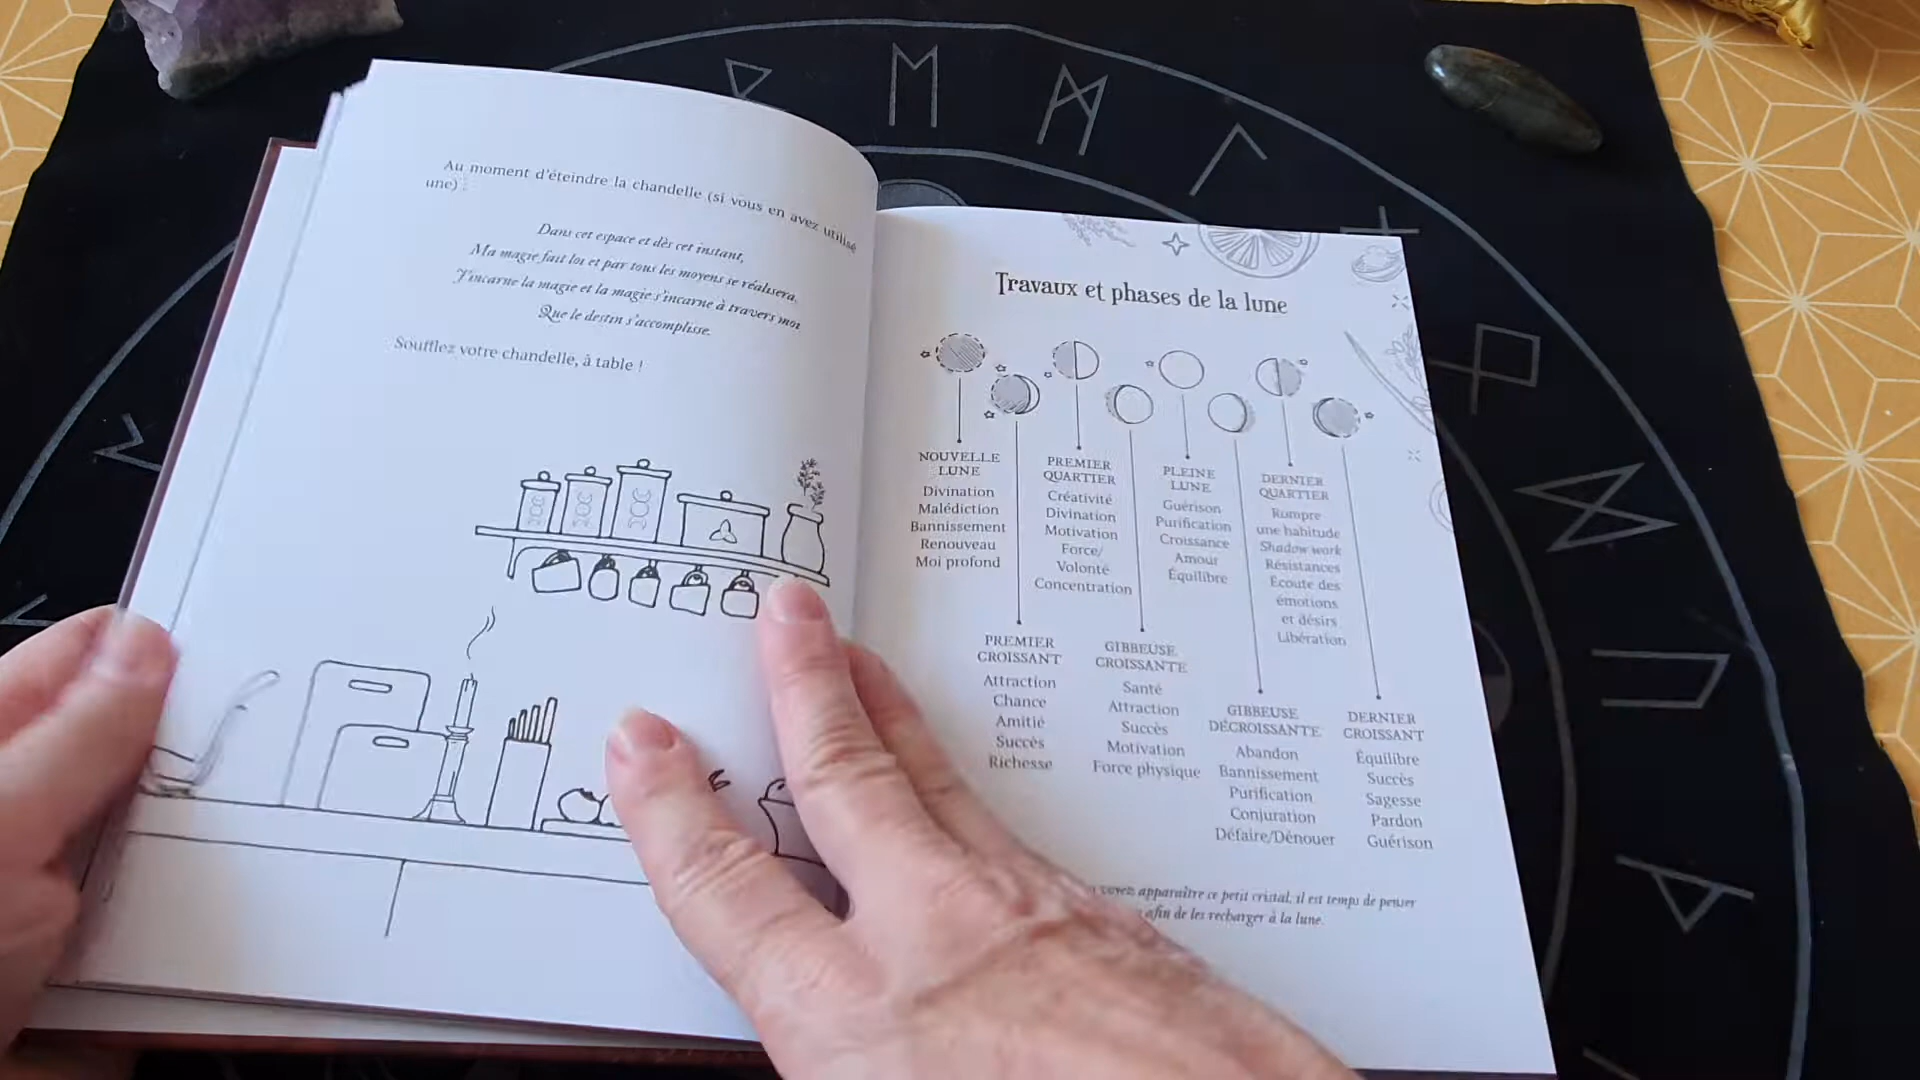 Au moment d'éteindre la chandelle (si vous en avez utilisé
une) :
Dans cet espace et dès cet instant,
Ma magie fait loi et par tous les moyens se réalisera.
J'incarne la magie et la magie s'incarne à travers moi
Que le destin s'accomplisse.
Soufflez votre chandelle, à table !
Travaux et phases de la lune
NOUVELLE
LUNE
Divination
Malédiction
Bannissement
Renouveau
Moi profond
PREMIER
CROISSANT
Attraction
Chance
Amitié
Succès
Richesse
PREMIER
QUARTIER
Créativité
Divination
Motivation
Force/
Volonté
Concentration
GIBBEUSE
CROISSANTE
Santé
Attraction
Succès
Motivation
Force physique
PLEINE
LUNE
Guérison
Purification
Croissance
Amour
Équilibre
GIBBEUSE
DÉCROISSANTE
Abandon
Bannissement
Purification
Conjuration
Défaire/Dénouer
DERNIER
QUARTIER
Rompre
une habitude
Shadow work
Résistances
Écoute des
émotions
et désirs
Libération
DERNIER
CROISSANT
Équilibre
Succès
Sagesse
Pardon
Guérison
apparaître ce petit cristal, il est temps de penser
afin de les recharger à la lune.